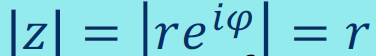 |z| = |re^{iφ}| = r